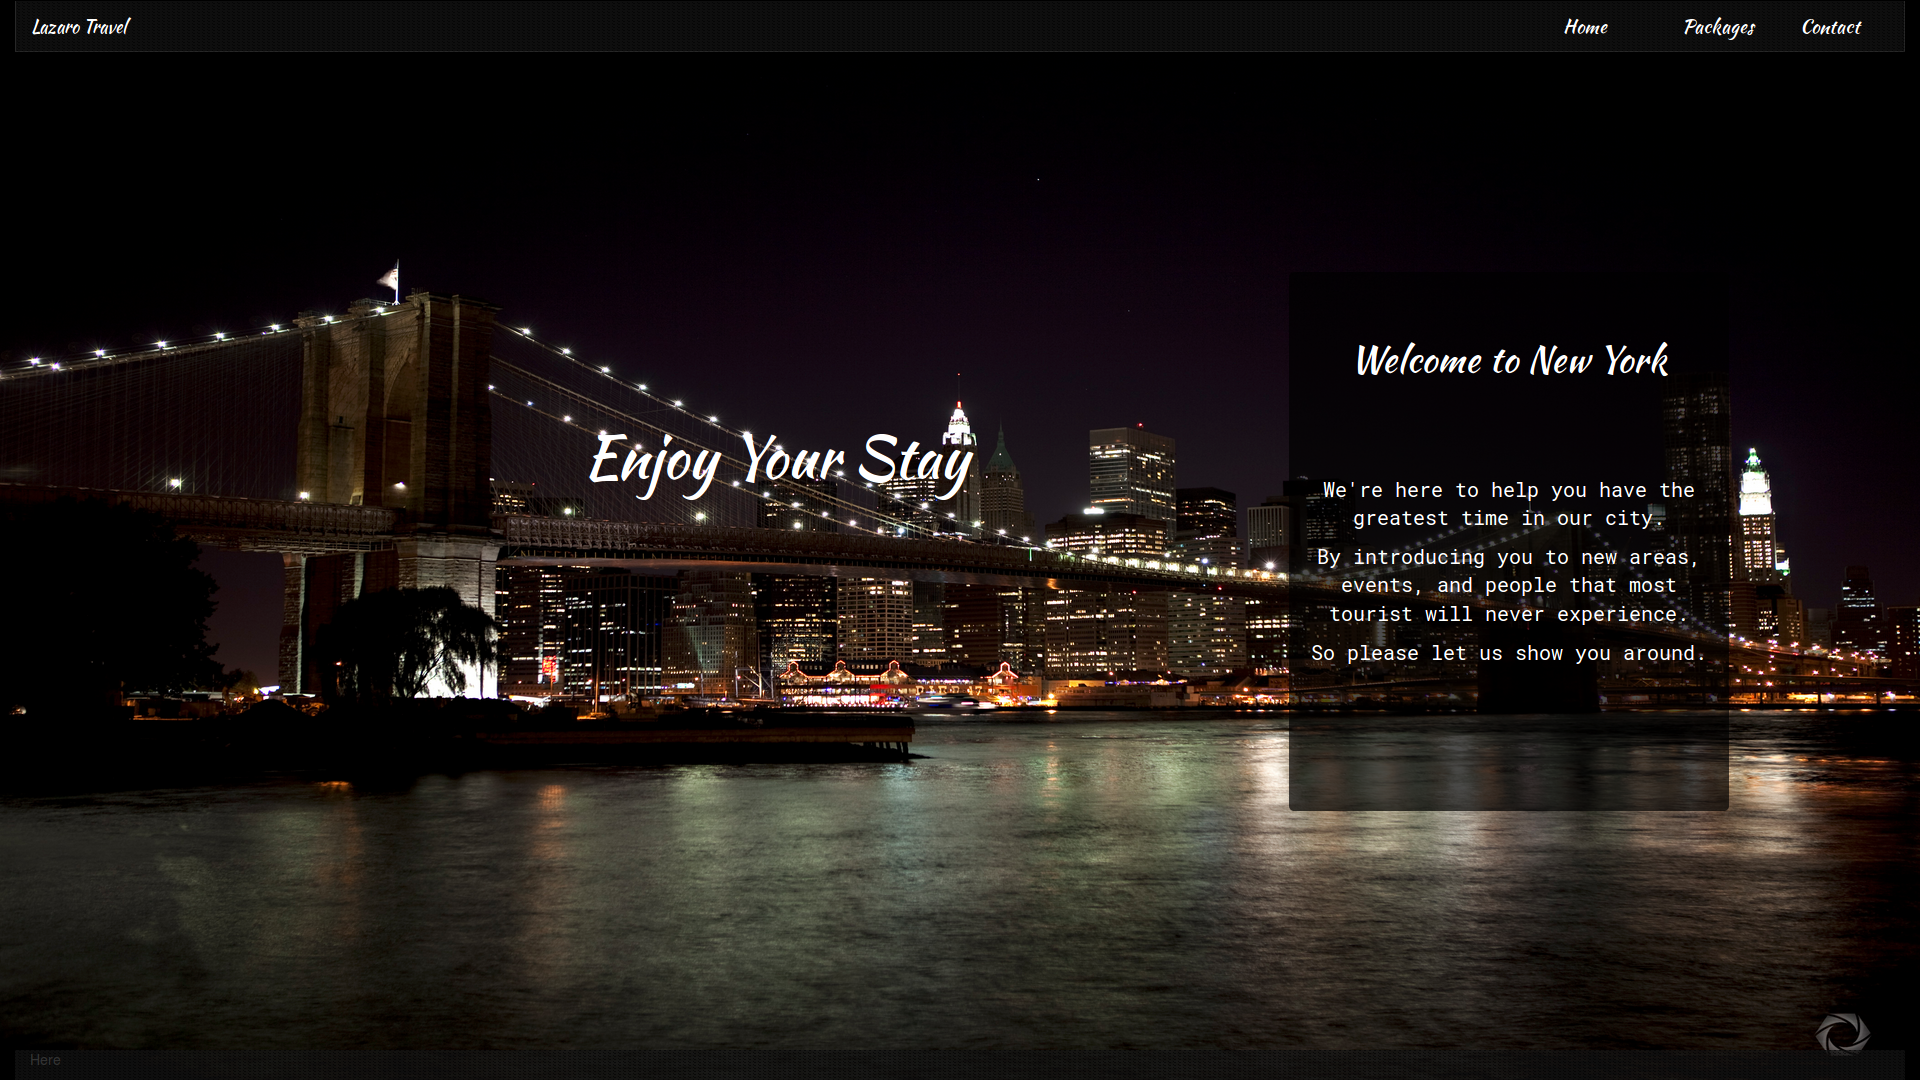 Lazaro Travel
Home
Packages
Contact
Enjoy Your Stay
Welcome to New York
We're here to help you have the
greatest time in our city.
By introducing you to new areas,
events, and people that most
tourist will never experience.
So please let us show you around.
Here